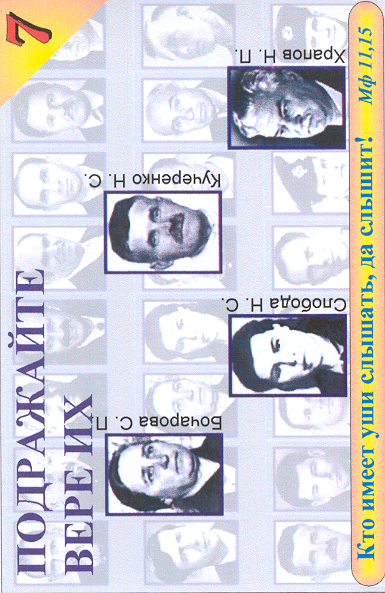 7
ПОДРАЖАЙТЕ
ВЕРЕ ИХ
Храпов Н. П.
Кучеренко Н. С.
Слобода Н. С.
Бочарова С. П.
Кто имеет уши слышать, да слышит! Мф 11,15